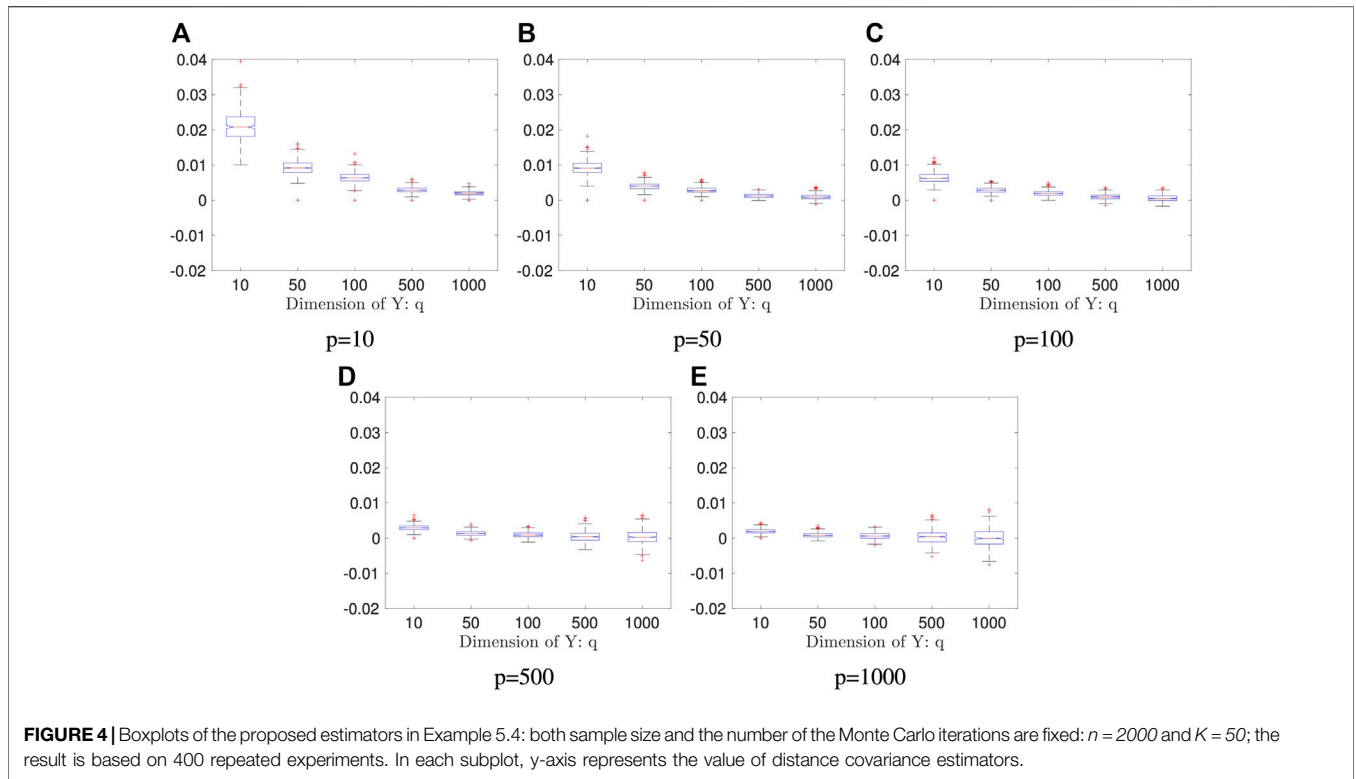 A
B
C
0.04
0.03
0.02
0.01
0
-0.01
-0.02
10 50 100 500 1000
Dimension of Y: q
p=10
0.04
0.03
0.02
0.01
0
-0.01
-0.02
10 50 100 500 1000
Dimension of Y: q
p=50
0.04
0.03
0.02
0.01
0
-0.01
-0.02
10 50 100 500 1000
Dimension of Y: q
p=100
D
E
0.04
0.03
0.02
0.01
0
-0.01
-0.02
10 50 100 500 1000
Dimension of Y: q
p=500
0.04
0.03
0.02
0.01
0
-0.01
-0.02
10 50 100 500 1000
Dimension of Y: q
p=1000
FIGURE 4 | Boxplots of the proposed estimators in Example 5.4: both sample size and the number of the Monte Carlo iterations are fixed: n = 2000 and K = 50; the
result is based on 400 repeated experiments. In each subplot, y-axis represents the value of distance covariance estimators.